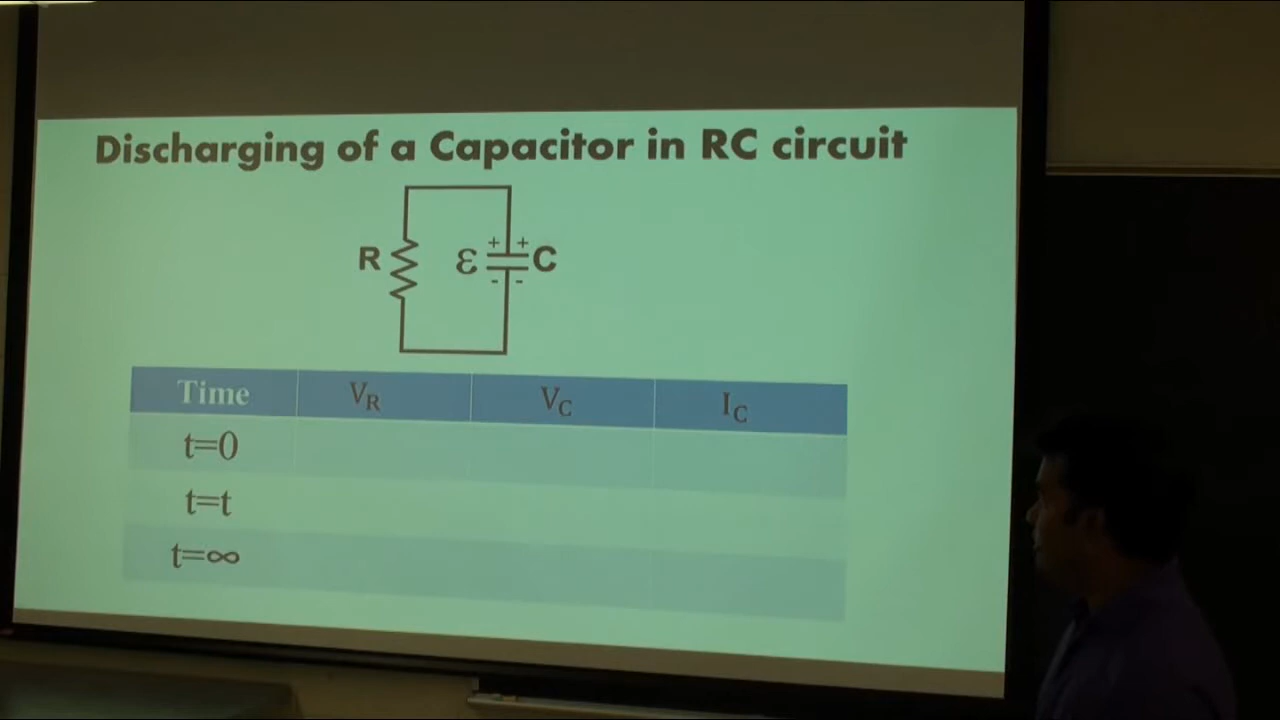 Discharging of a Capacitor in RC circuit
R ε + + C
- -
Time V_R V_C I_C
t=0
t=t
t=∞